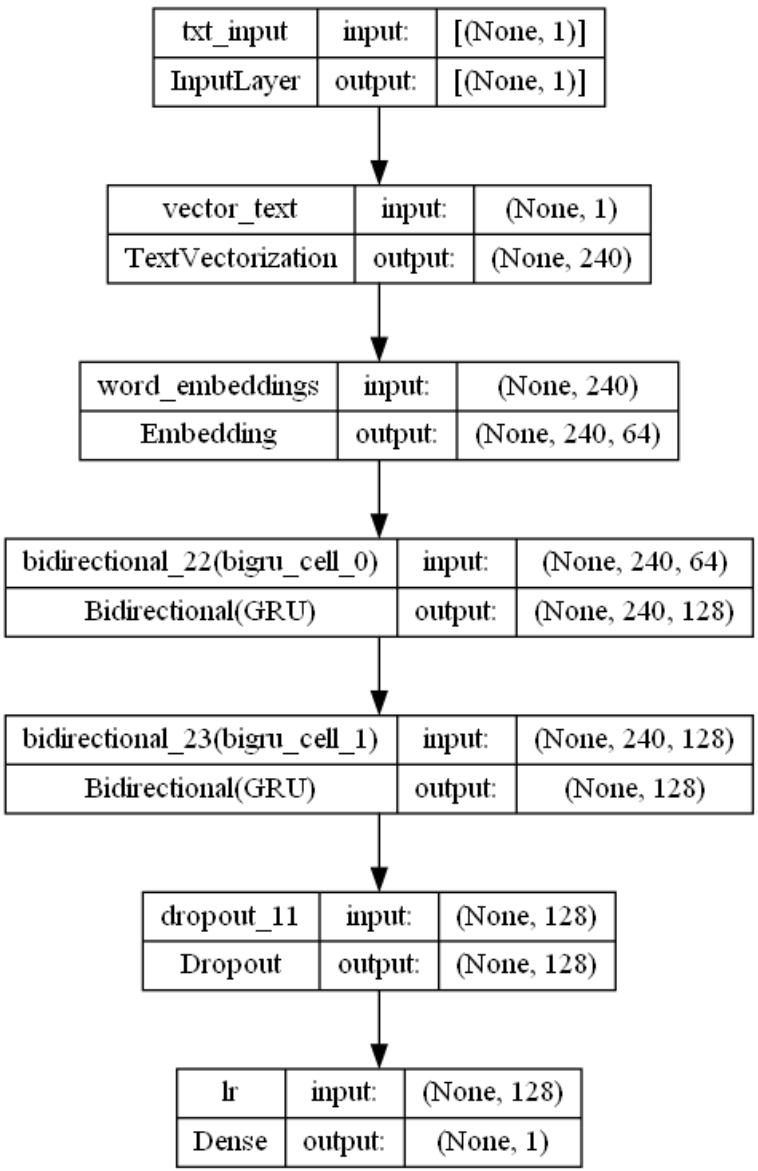 txt_input input: [(None, 1)]
InputLayer output: [(None, 1)]
vector_text input: (None, 1)
TextVectorization output: (None, 240)
word_embeddings input: (None, 240)
Embedding output: (None, 240, 64)
bidirectional_22(bigru_cell_0) input: (None, 240, 64)
Bidirectional(GRU) output: (None, 240, 128)
bidirectional_23(bigru_cell_1) input: (None, 240, 128)
Bidirectional(GRU) output: (None, 128)
dropout_11 input: (None, 128)
Dropout output: (None, 128)
lr input: (None, 128)
Dense output: (None, 1)